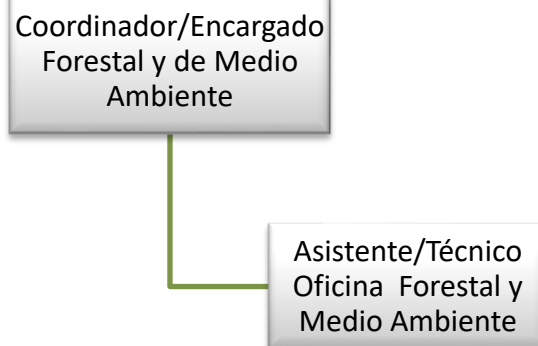 Coordinador/Encargado
Forestal y de Medio
Ambiente
Asistente/Técnico
Oficina Forestal y
Medio Ambiente